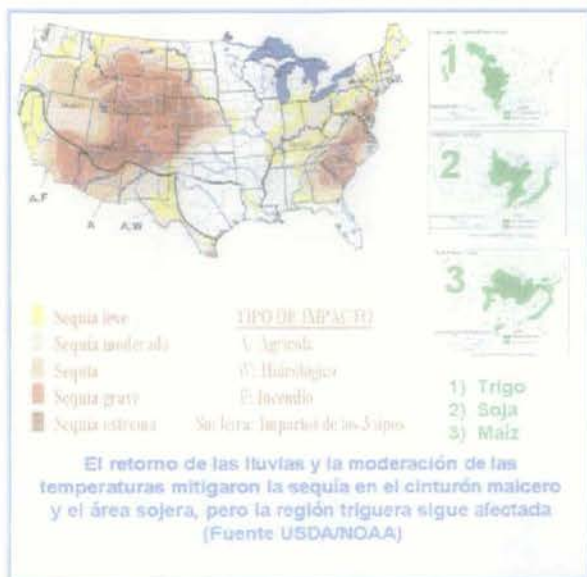 1
2
3
A,F
A
A,W
Sequía leve
Sequía moderada
Sequía
Sequía grave
Sequía extrema
TIPO DE IMPACTO
A: Agrícola
W: Hidrológico
F: Incendio
Sin letra: Impactos de los 3 tipos
1) Trigo
2) Soja
3) Maíz
El retorno de las lluvias y la moderación de las
temperaturas mitigaron la sequía en el cinturón maicero
y el área sojera, pero la región triguera sigue afectada
(Fuente USDA/NOAA)